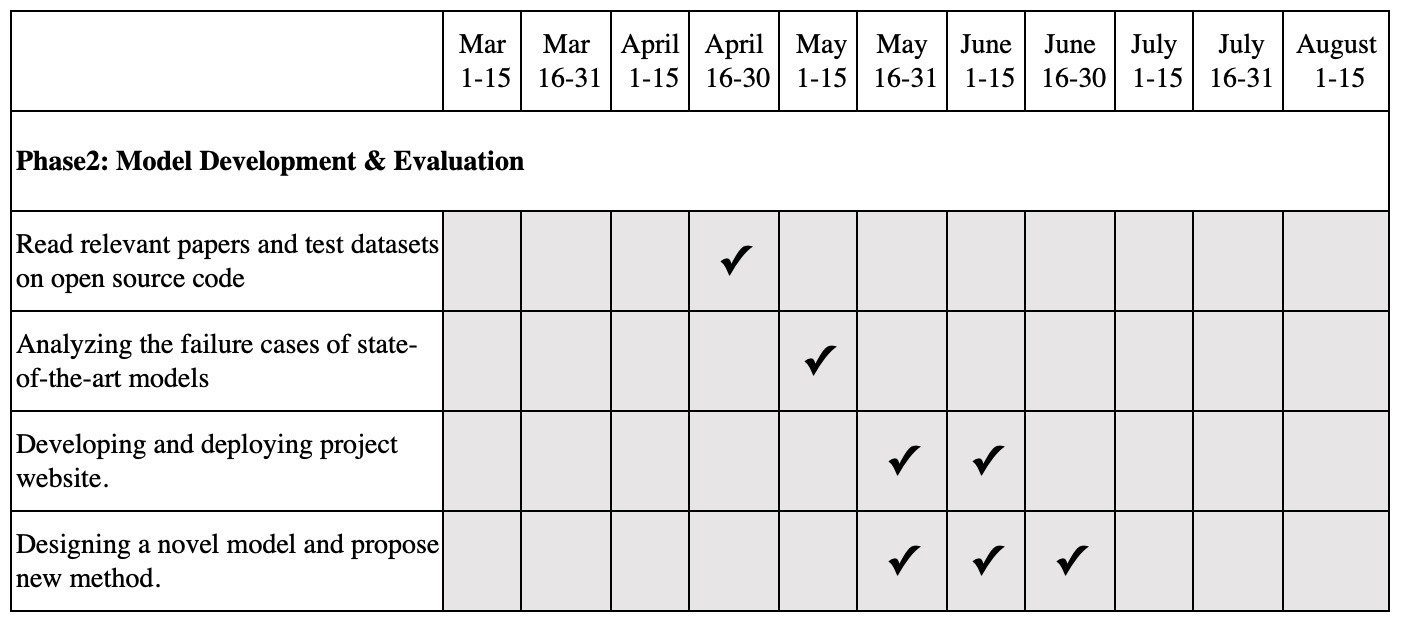 Mar Mar April April May May June June July July August
1-15 16-31 1-15 16-30 1-15 16-31 1-15 16-30 1-15 16-31 1-15
Phase2: Model Development & Evaluation
Read relevant papers and test datasets
on open source code
✓
Analyzing the failure cases of state-
of-the-art models
✓
Developing and deploying project
website.
✓ ✓
Designing a novel model and propose
new method.
✓ ✓ ✓